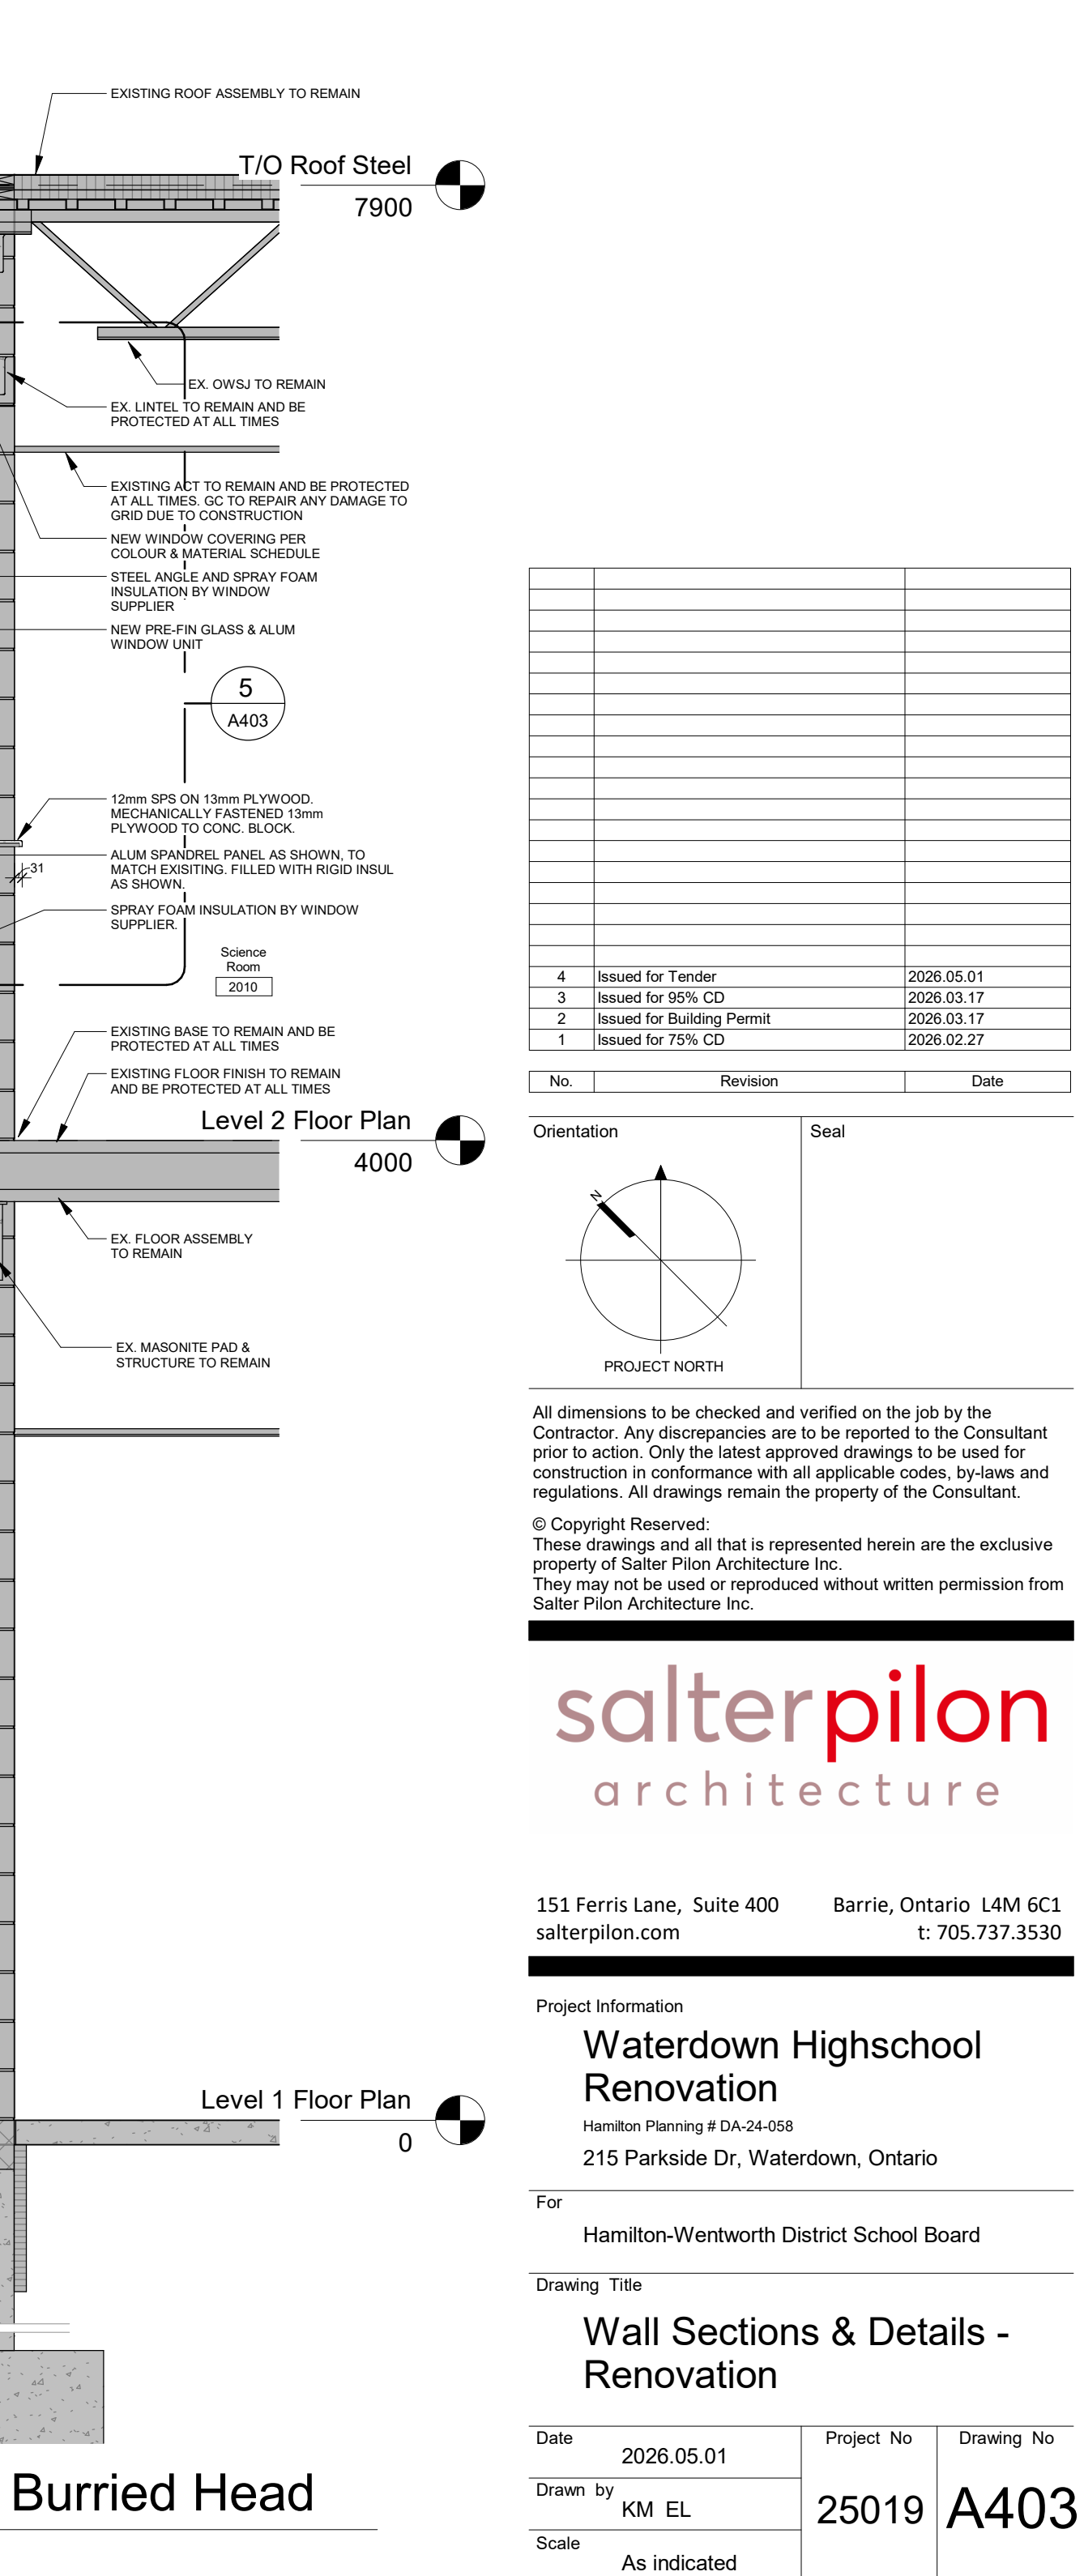 EXISTING ROOF ASSEMBLY TO REMAIN
T/O Roof Steel
7900
EX. OWSJ TO REMAIN
EX. LINTEL TO REMAIN AND BE
PROTECTED AT ALL TIMES
EXISTING ACT TO REMAIN AND BE PROTECTED
AT ALL TIMES. GC TO REPAIR ANY DAMAGE TO
GRID DUE TO CONSTRUCTION
NEW WINDOW COVERING PER
COLOUR & MATERIAL SCHEDULE
STEEL ANGLE AND SPRAY FOAM
INSULATION BY WINDOW
SUPPLIER
NEW PRE-FIN GLASS & ALUM
WINDOW UNIT
5
A403
12mm SPS ON 13mm PLYWOOD.
MECHANICALLY FASTENED 13mm
PLYWOOD TO CONC. BLOCK.
ALUM SPANDREL PANEL AS SHOWN, TO
MATCH EXISITING. FILLED WITH RIGID INSUL
AS SHOWN.
31
SPRAY FOAM INSULATION BY WINDOW
SUPPLIER.
Science
Room
2010
EXISTING BASE TO REMAIN AND BE
PROTECTED AT ALL TIMES
EXISTING FLOOR FINISH TO REMAIN
AND BE PROTECTED AT ALL TIMES
Level 2 Floor Plan
4000
EX. FLOOR ASSEMBLY
TO REMAIN
EX. MASONITE PAD &
STRUCTURE TO REMAIN
Level 1 Floor Plan
0
Burried Head
4 Issued for Tender 2026.05.01
3 Issued for 95% CD 2026.03.17
2 Issued for Building Permit 2026.03.17
1 Issued for 75% CD 2026.02.27
No. Revision Date
Orientation
Seal
N
PROJECT NORTH
All dimensions to be checked and verified on the job by the
Contractor. Any discrepancies are to be reported to the Consultant
prior to action. Only the latest approved drawings to be used for
construction in conformance with all applicable codes, by-laws and
regulations. All drawings remain the property of the Consultant.
© Copyright Reserved:
These drawings and all that is represented herein are the exclusive
property of Salter Pilon Architecture Inc.
They may not be used or reproduced without written permission from
Salter Pilon Architecture Inc.
salterpilon
architecture
151 Ferris Lane, Suite 400 Barrie, Ontario L4M 6C1
salterpilon.com t: 705.737.3530
Project Information
Waterdown Highschool
Renovation
Hamilton Planning # DA-24-058
215 Parkside Dr, Waterdown, Ontario
For
Hamilton-Wentworth District School Board
Drawing Title
Wall Sections & Details -
Renovation
Date
2026.05.01
Drawn by
KM EL
Scale
As indicated
Project No
25019
Drawing No
A403